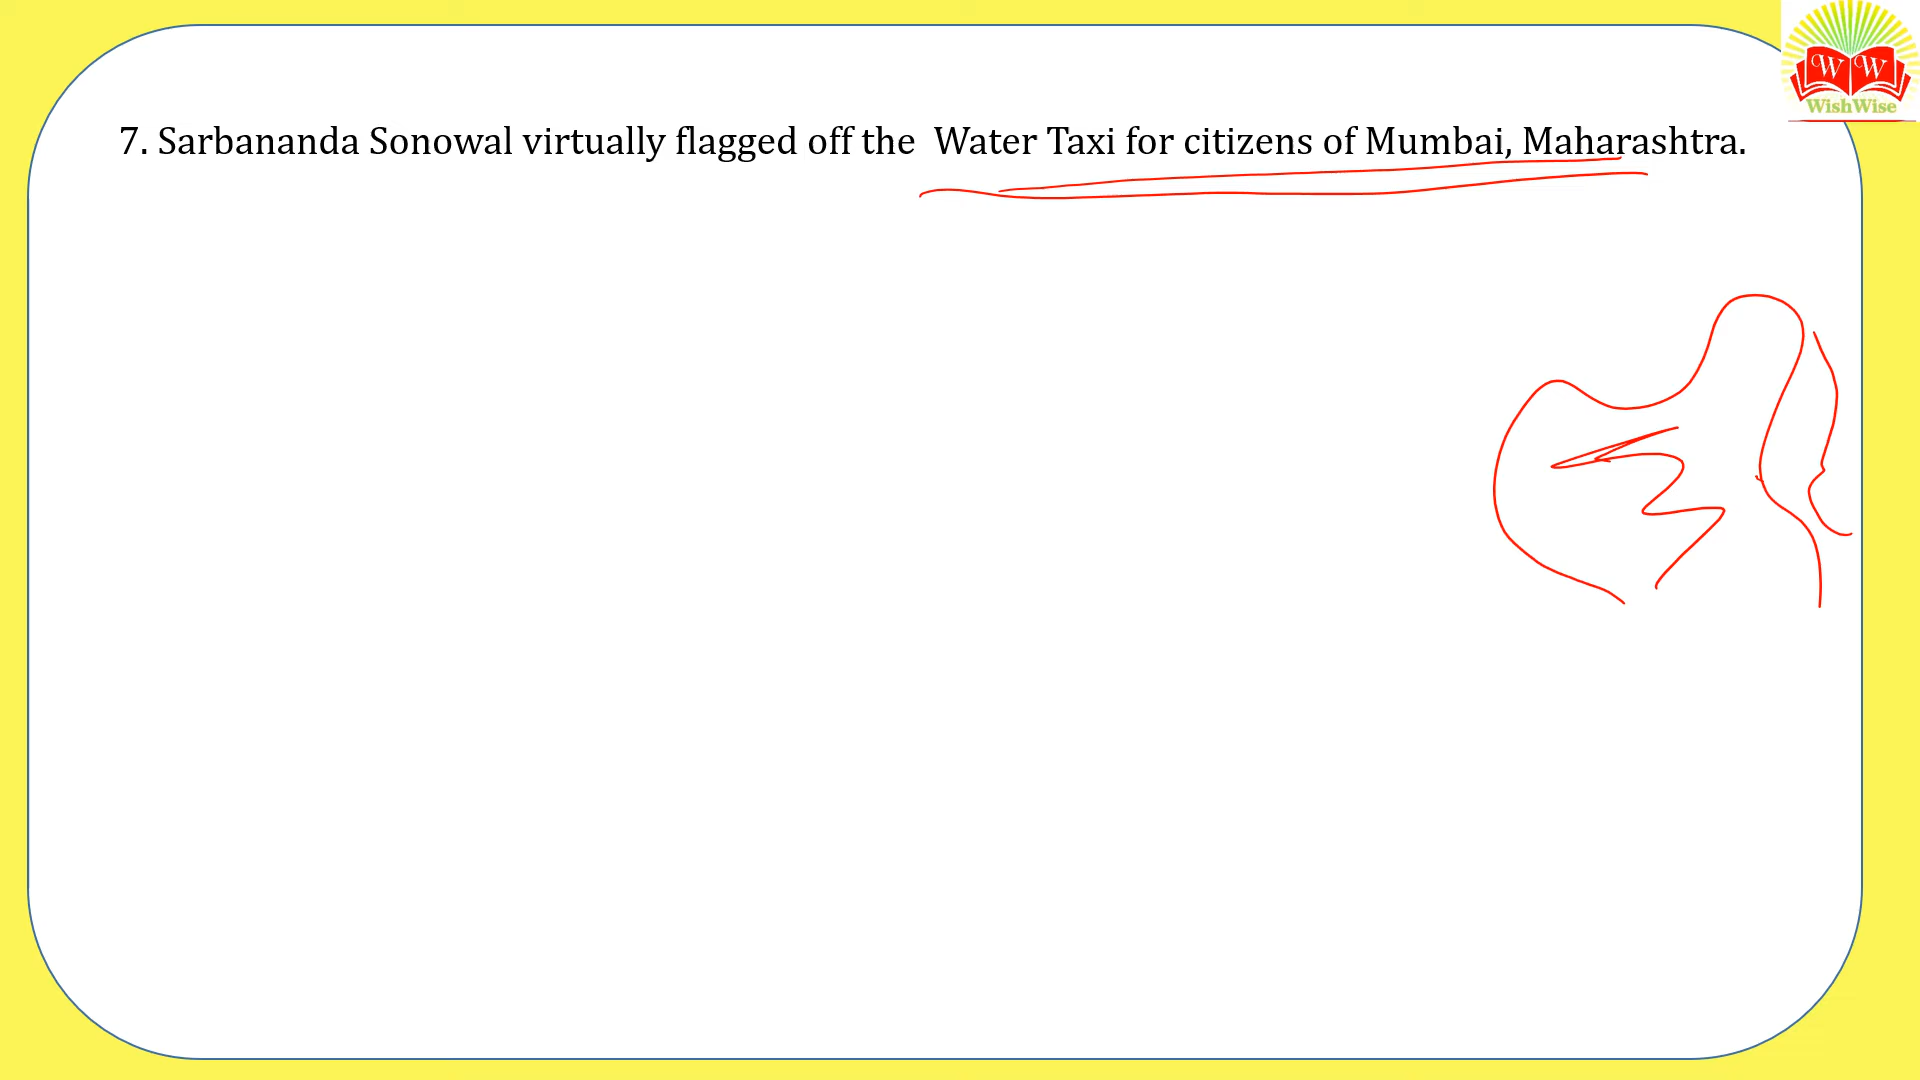 7. Sarbananda Sonowal virtually flagged off the Water Taxi for citizens of Mumbai, Maharashtra.
W W
WishWise